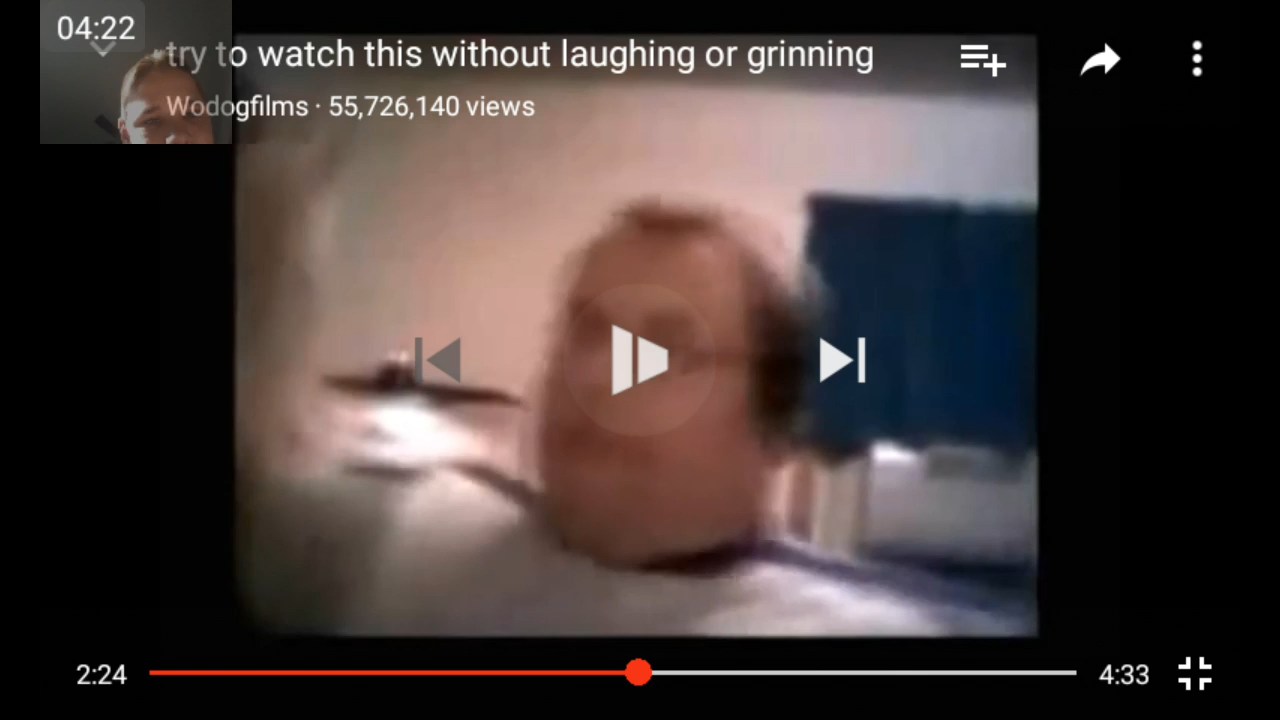 04:22
try to watch this without laughing or grinning
Wodogfilms · 55,726,140 views
2:24
4:33